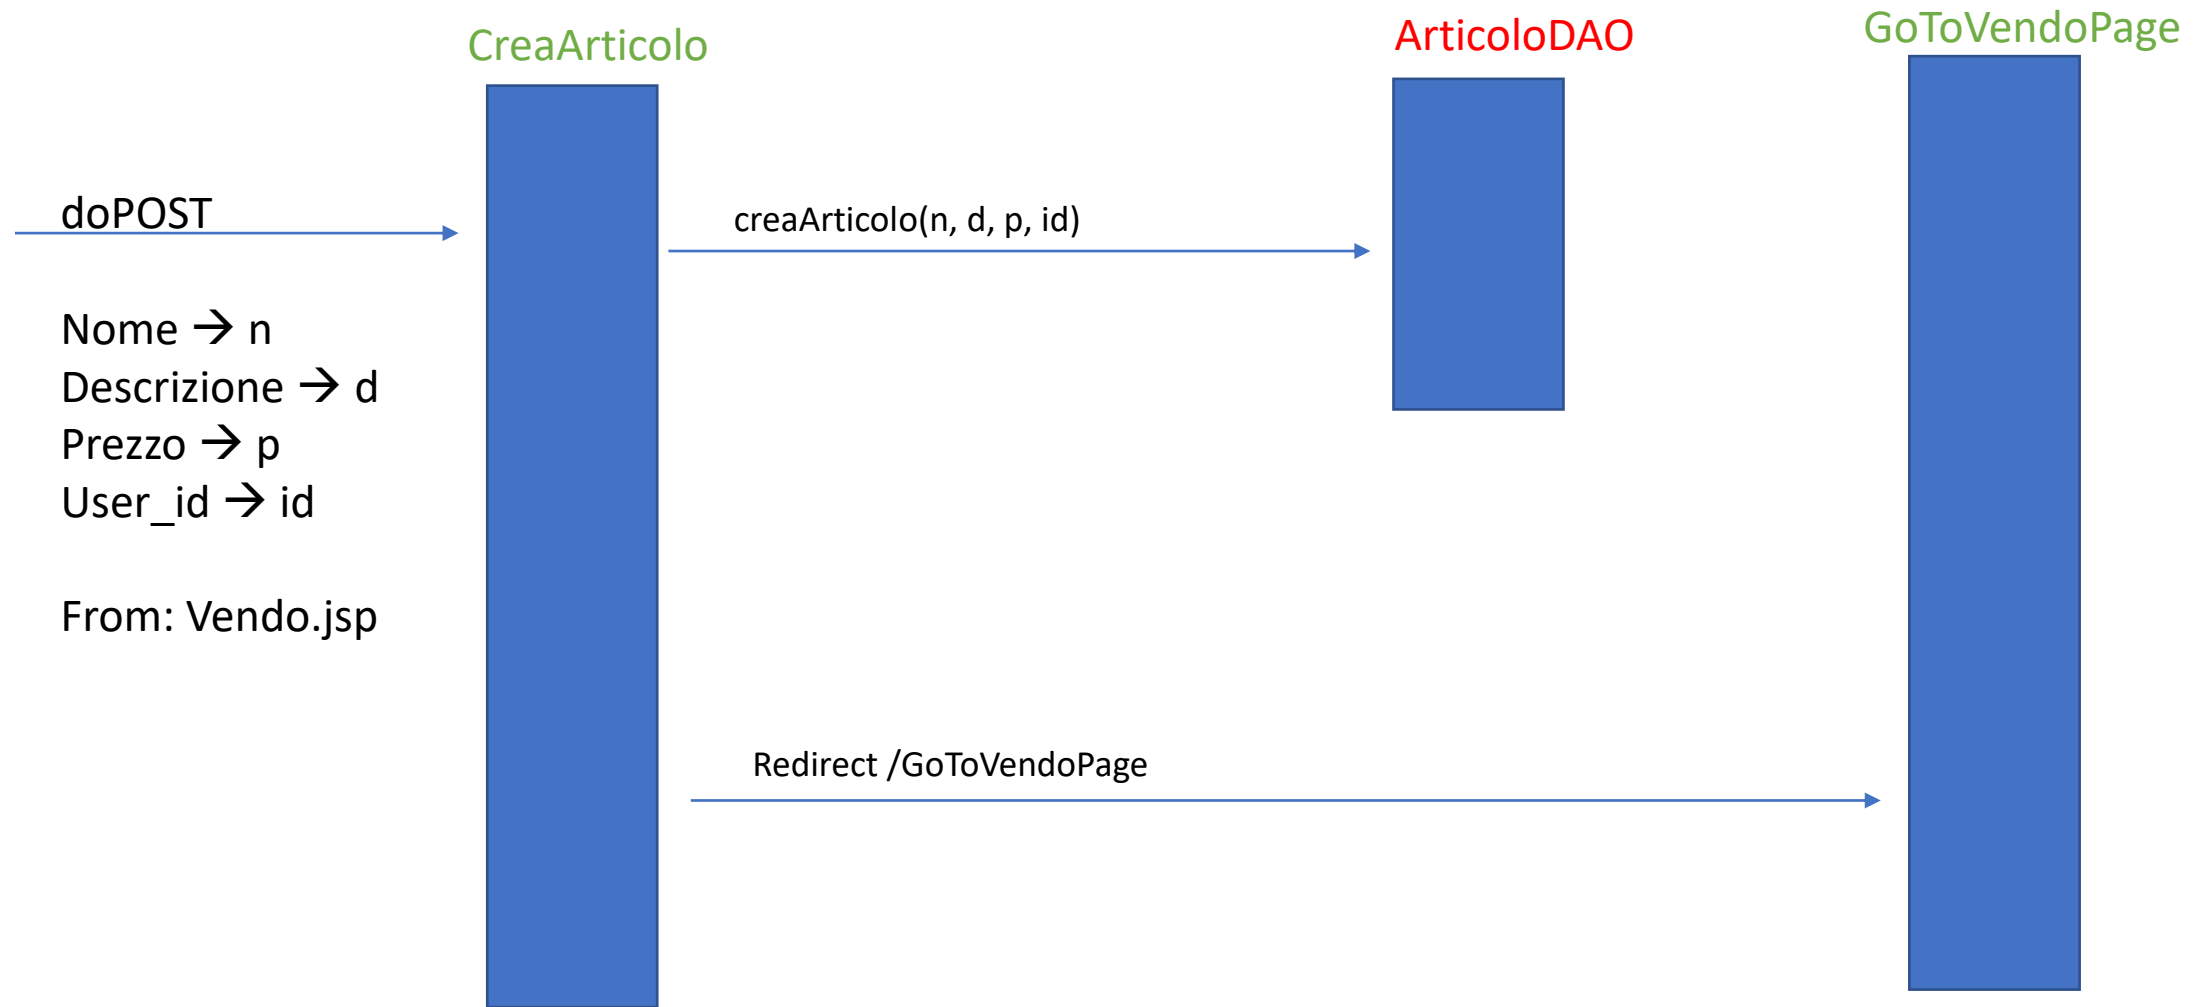 CreaArticolo
ArticoloDAO
GoToVendoPage
doPOST
creaArticolo(n, d, p, id)
Nome → n
Descrizione → d
Prezzo → p
User_id → id
From: Vendo.jsp
Redirect /GoToVendoPage